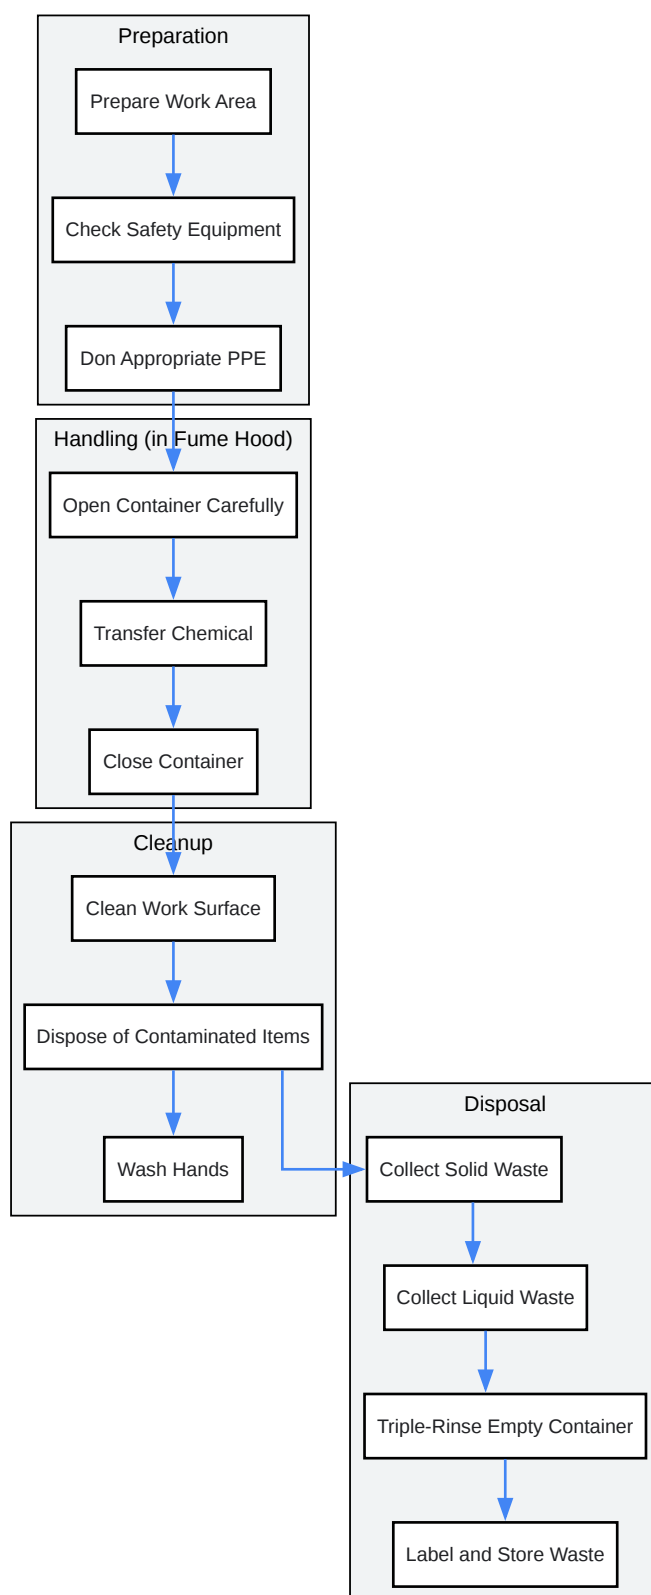 Preparation
Prepare Work Area
Check Safety Equipment
Don Appropriate PPE
Handling (in Fume Hood)
Open Container Carefully
Transfer Chemical
Close Container
Cleanup
Clean Work Surface
Dispose of Contaminated Items
Wash Hands
Disposal
Collect Solid Waste
Collect Liquid Waste
Triple-Rinse Empty Container
Label and Store Waste